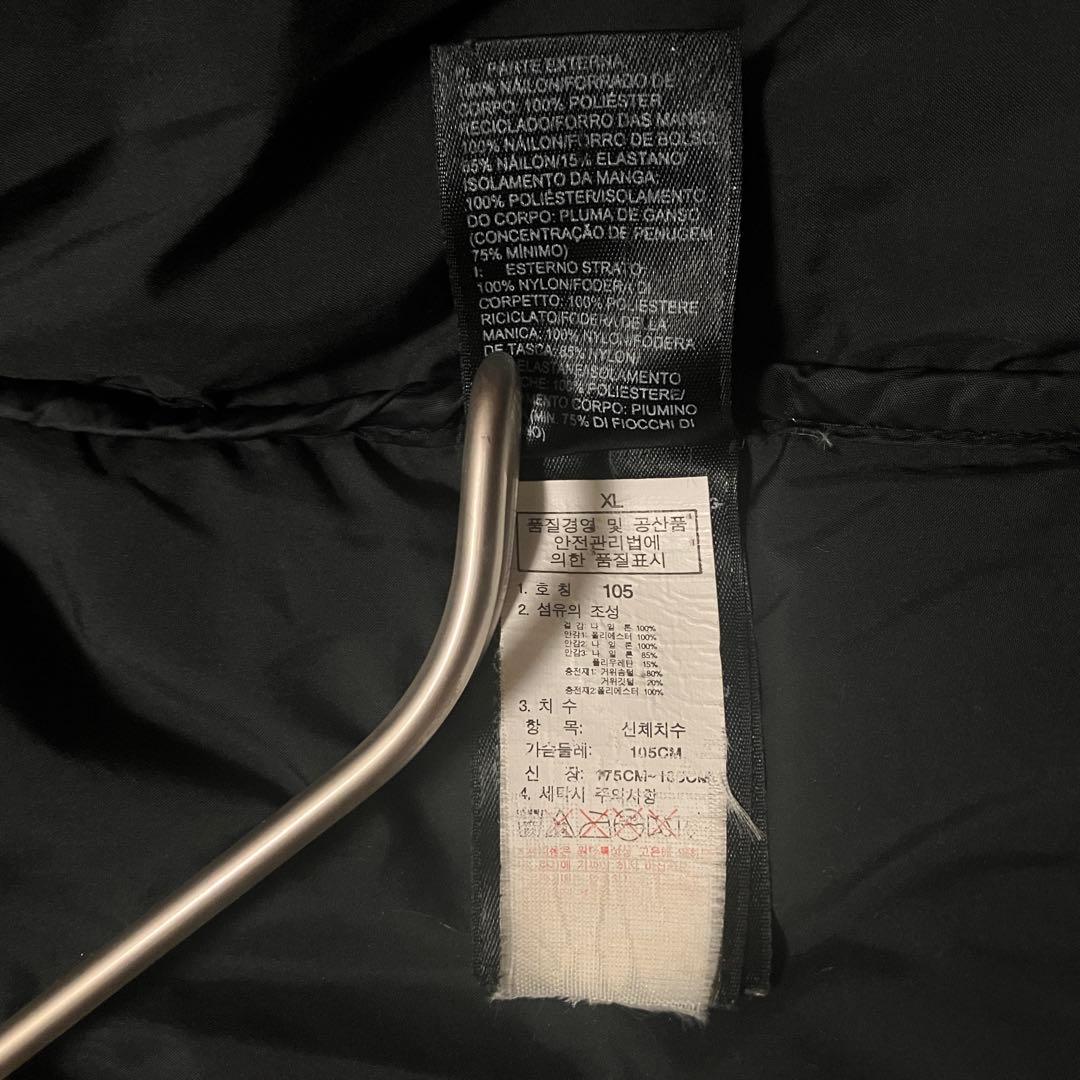 P: PARTE EXTERNA:
100% NÁILON/FORRADO DE
CORPO: 100% POLIÉSTER
RECICLADO/FORRO DAS MANG
100% NÁILON/FORRO DE BOLSO:
85% NÁILON/15% ELASTANO/
ISOLAMENTO DA MANGA:
100% POLIÉSTER/ISOLAMENTO
DO CORPO: PLUMA DE GANSO
(CONCENTRAÇÃO DE PENUGEM
75% MÍNIMO)
I: ESTERNO STRATO:
100% NYLON/FODERA DI
CORPETTO: 100% POLIESTERE
RICICLATO/FODERA DELLA
MANICA: 100% NYLON/FODERA
DE TASCA: 85% NYLON/
ELASTANE/ISOLAMENTO
100% POLIESTERE/
CORPO: PIUMINO
(MIN. 75% DI FIOCCHI DI
XL
품질경영 및 공산품
안전관리법에
의한 품질표시
1. 호 칭 105
2. 섬유의 조성
겉 감: 나 일 론 100%
안감1: 폴리에스터 100%
안감2: 나 일 론 100%
안감3: 나 일 론 85%
폴리우레탄 15%
충전재1: 거위솜털 80%
거위깃털 20%
충전재2: 폴리에스터 100%
3. 치 수
항 목: 신체치수
가슴둘레: 105CM
신 장: 175CM~
4. 세탁시 주의사항